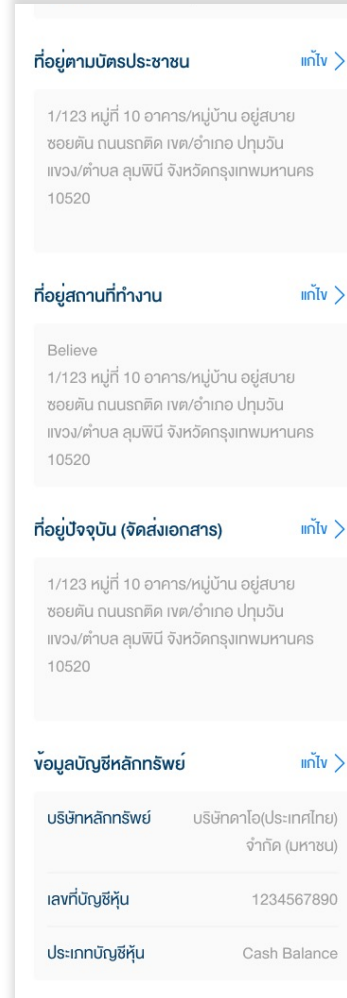 ที่อยู่ตามบัตรประชาชน แก้ไข
1/123 หมู่ที่ 10 อาคาร/หมู่บ้าน อยู่สบาย
ซอยตัน ถนนรถติด เขต/อำเภอ ปทุมวัน
แขวง/ตำบล ลุมพินี จังหวัดกรุงเทพมหานคร
10520
ที่อยู่สถานที่ทำงาน แก้ไข
Believe
1/123 หมู่ที่ 10 อาคาร/หมู่บ้าน อยู่สบาย
ซอยตัน ถนนรถติด เขต/อำเภอ ปทุมวัน
แขวง/ตำบล ลุมพินี จังหวัดกรุงเทพมหานคร
10520
ที่อยู่ปัจจุบัน (จัดส่งเอกสาร) แก้ไข
1/123 หมู่ที่ 10 อาคาร/หมู่บ้าน อยู่สบาย
ซอยตัน ถนนรถติด เขต/อำเภอ ปทุมวัน
แขวง/ตำบล ลุมพินี จังหวัดกรุงเทพมหานคร
10520
ข้อมูลบัญชีหลักทรัพย์ แก้ไข
บริษัทหลักทรัพย์ บริษัทดาโอ(ประเทศไทย)
จำกัด (มหาชน)
เลขที่บัญชีหุ้น 1234567890
ประเภทบัญชีหุ้น Cash Balance